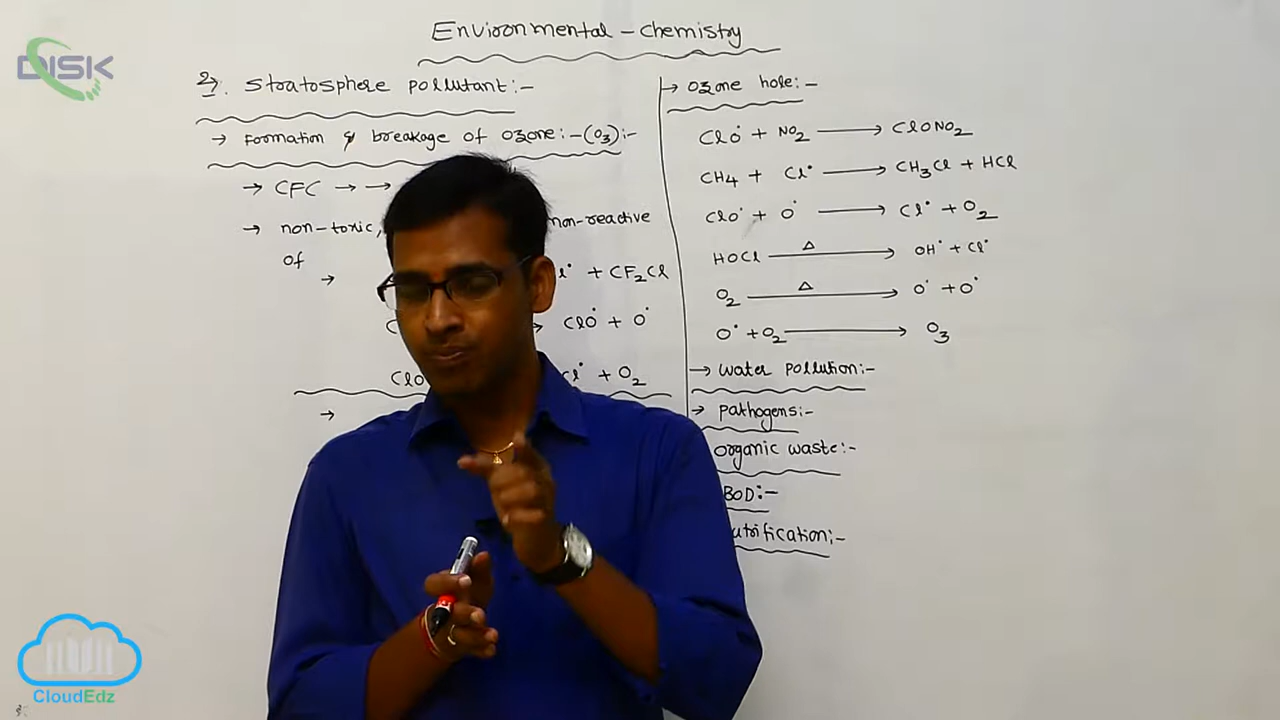 Environmental - chemistry
DISK
2). Stratosphere pollutant:-
→ Formation & breakage of Ozone:-(O3):-
→ CFC → →
→ non-toxic, non-reactive
of
→ l• + CF2Cl
→ ClO• + O•
ClO l• + O2
→
→ Ozone hole:-
ClO• + NO2 ⟶ ClONO2
CH4 + Cl• ⟶ CH3Cl + HCl
ClO• + O• ⟶ Cl• + O2
HOCl ⟶ Δ OH• + Cl•
O2 ⟶ Δ O• + O•
O• + O2 ⟶ O3
→ water pollution:-
→ pathogens:-
organic waste:-
BOD:-
utrification:-
CloudEdz